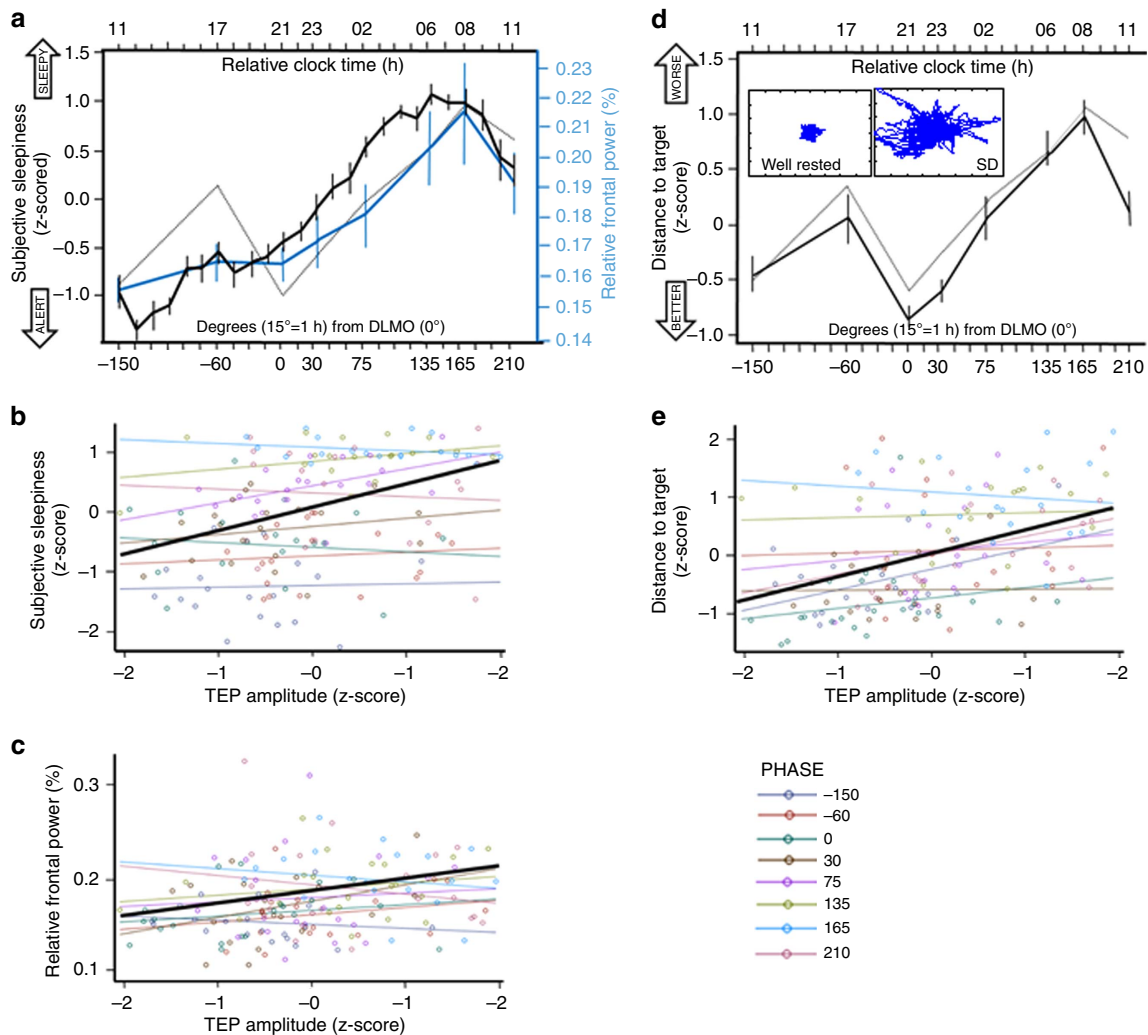 a
11 17 21 23 02 06 08 11
Relative clock time (h)
SLEEPY
ALERT
Subjective sleepiness
(z-scored)
1.5
1.0
0.5
0.0
−0.5
−1.0
0.23
0.22
0.21
0.20
0.19
0.18
0.17
0.16
0.15
0.14
Relative frontal power (%)
Degrees (15°=1 h) from DLMO (0°)
−150 −60 0 30 75 135 165 210
d
11 17 21 23 02 06 08 11
Relative clock time (h)
WORSE
BETTER
Distance to target
(z-score)
1.5
1.0
0.5
0
−0.5
−1.0
Well rested
SD
Degrees (15°=1 h) from DLMO (0°)
−150 −60 0 30 75 135 165 210
b
Subjective sleepiness
(z-score)
1
0
−1
−2
−2 −1 −0 −1 −2
TEP amplitude (z-score)
e
Distance to target
(z-score)
2
1
0
−1
−2 −1 −0 −1 −2
TEP amplitude (z-score)
c
Relative frontal power (%)
0.3
0.2
0.1
−2 −1 −0 −1 −2
TEP amplitude (z-score)
PHASE
−150
−60
0
30
75
135
165
210